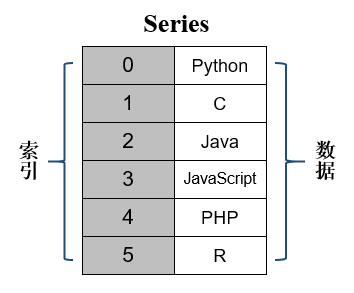 Series
0 Python
1 C
2 Java
3 JavaScript
4 PHP
5 R
索引
数据